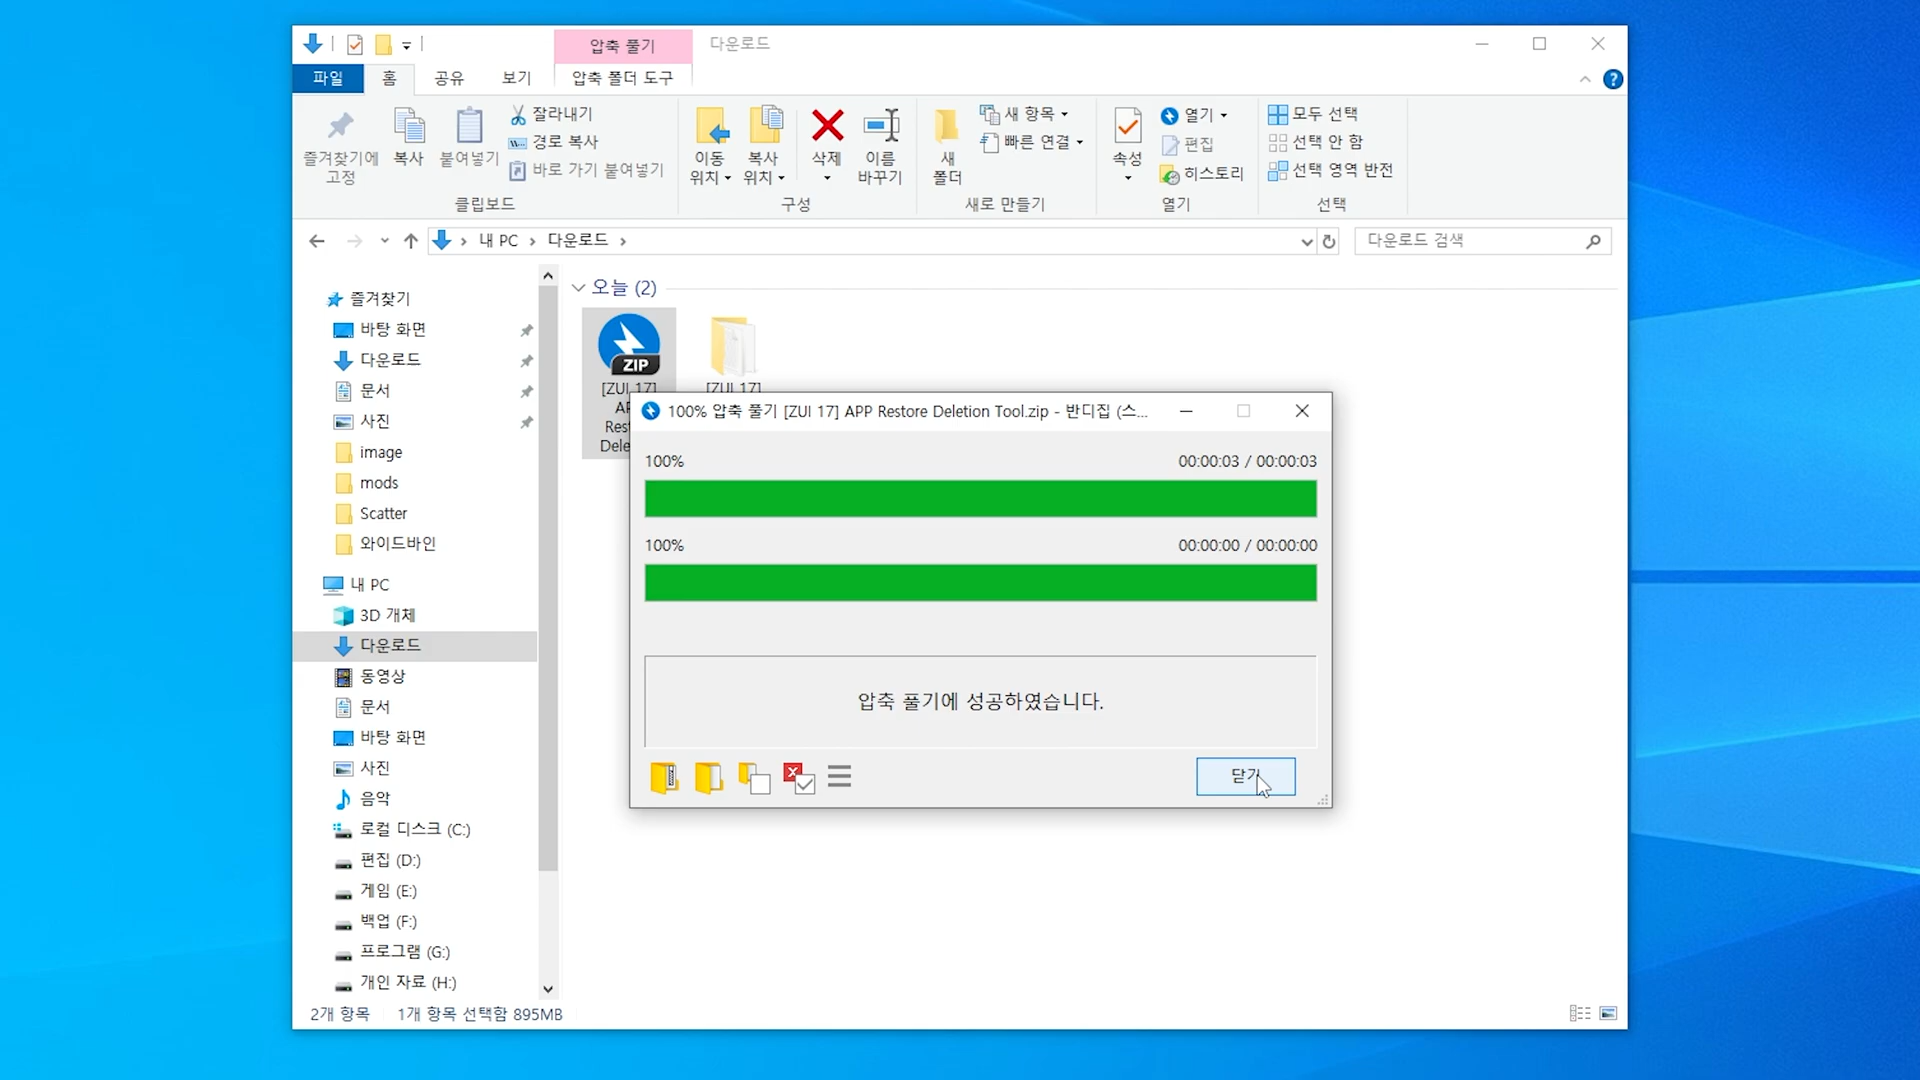 압축 풀기
다운로드
파일
홈
공유
보기
압축 폴더 도구
즐겨찾기에
고정
복사
붙여넣기
잘라내기
경로 복사
바로 가기 붙여넣기
클립보드
이동
위치
복사
위치
삭제
이름
바꾸기
구성
새
폴더
새 항목
빠른 연결
새로 만들기
속성
열기
편집
히스토리
열기
모두 선택
선택 안 함
선택 영역 반전
선택
내 PC
다운로드
다운로드 검색
즐겨찾기
바탕 화면
다운로드
문서
사진
image
mods
Scatter
와이드바인
내 PC
3D 개체
다운로드
동영상
문서
바탕 화면
사진
음악
로컬 디스크 (C:)
편집 (D:)
게임 (E:)
백업 (F:)
프로그램 (G:)
개인 자료 (H:)
오늘 (2)
ZIP
[ZUI 17]
[ZUI 17]
100% 압축 풀기 [ZUI 17] APP Restore Deletion Tool.zip - 반디집 (스...
100%
00:00:03 / 00:00:03
100%
00:00:00 / 00:00:00
압축 풀기에 성공하였습니다.
닫기
2개 항목
1개 항목 선택함 895MB